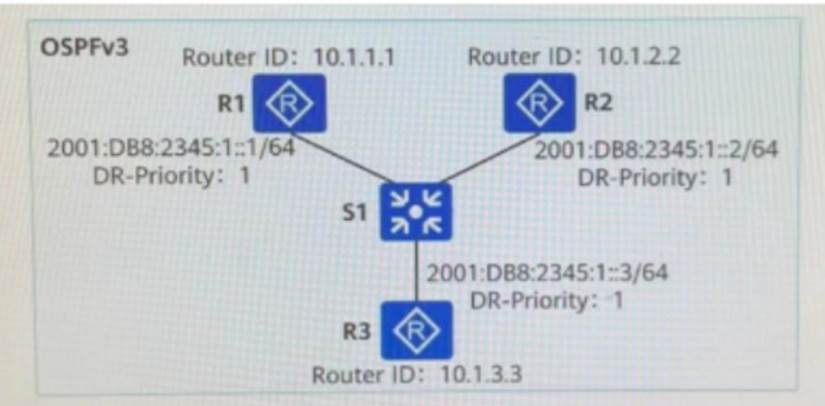 OSPFv3
Router ID: 10.1.1.1
Router ID: 10.1.2.2
R1
R2
2001:DB8:2345:1::1/64
DR-Priority: 1
2001:DB8:2345:1::2/64
DR-Priority: 1
S1
2001:DB8:2345:1::3/64
DR-Priority: 1
R3
Router ID: 10.1.3.3